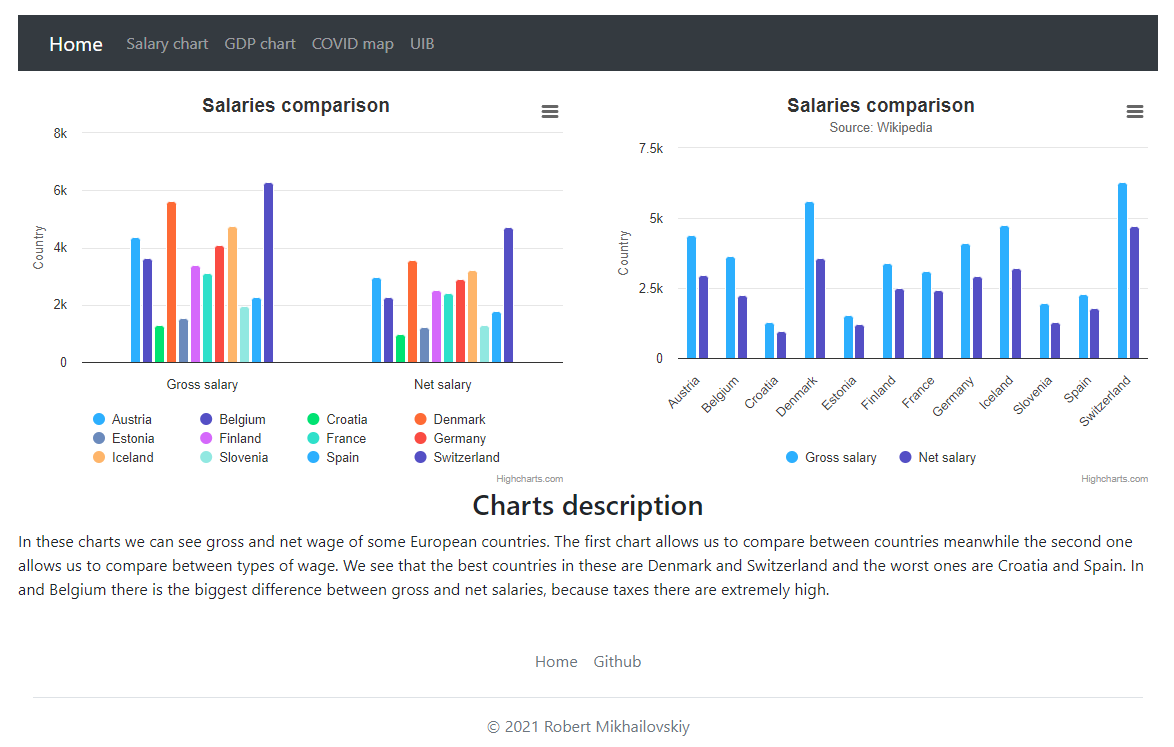 Home Salary chart GDP chart COVID map UIB
Salaries comparison
8k
6k
4k
2k
0
Country
Gross salary Net salary
Austria Belgium Croatia Denmark
Estonia Finland France Germany
Iceland Slovenia Spain Switzerland
Highcharts.com
Salaries comparison
Source: Wikipedia
7.5k
5k
2.5k
0
Country
Austria Belgium Croatia Denmark Estonia Finland France Germany Iceland Slovenia Spain Switzerland
Gross salary Net salary
Highcharts.com
Charts description
In these charts we can see gross and net wage of some European countries. The first chart allows us to compare between countries meanwhile the second one
allows us to compare between types of wage. We see that the best countries in these are Denmark and Switzerland and the worst ones are Croatia and Spain. In
and Belgium there is the biggest difference between gross and net salaries, because taxes there are extremely high.
Home Github
© 2021 Robert Mikhailovskiy